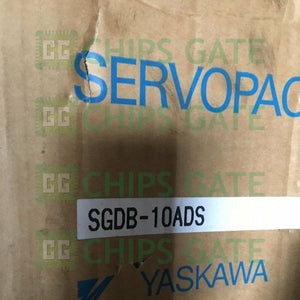 CHIPS GATE
SERVOPAC
CHIPS GATE
CHIPS GATE
SGDB-10ADS
CHIPS GATE
YASKAWA